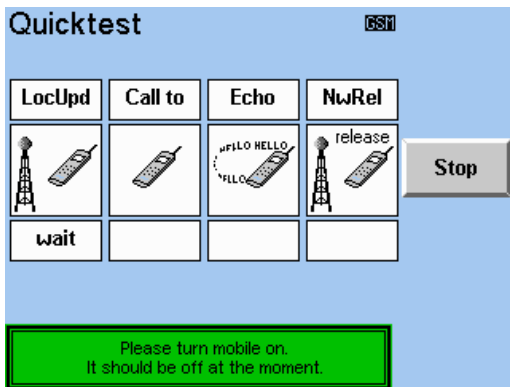 Quicktest GSM
LocUpd Call to Echo NwRel
HELLO HELLO
release
Stop
wait
Please turn mobile on.
It should be off at the moment.